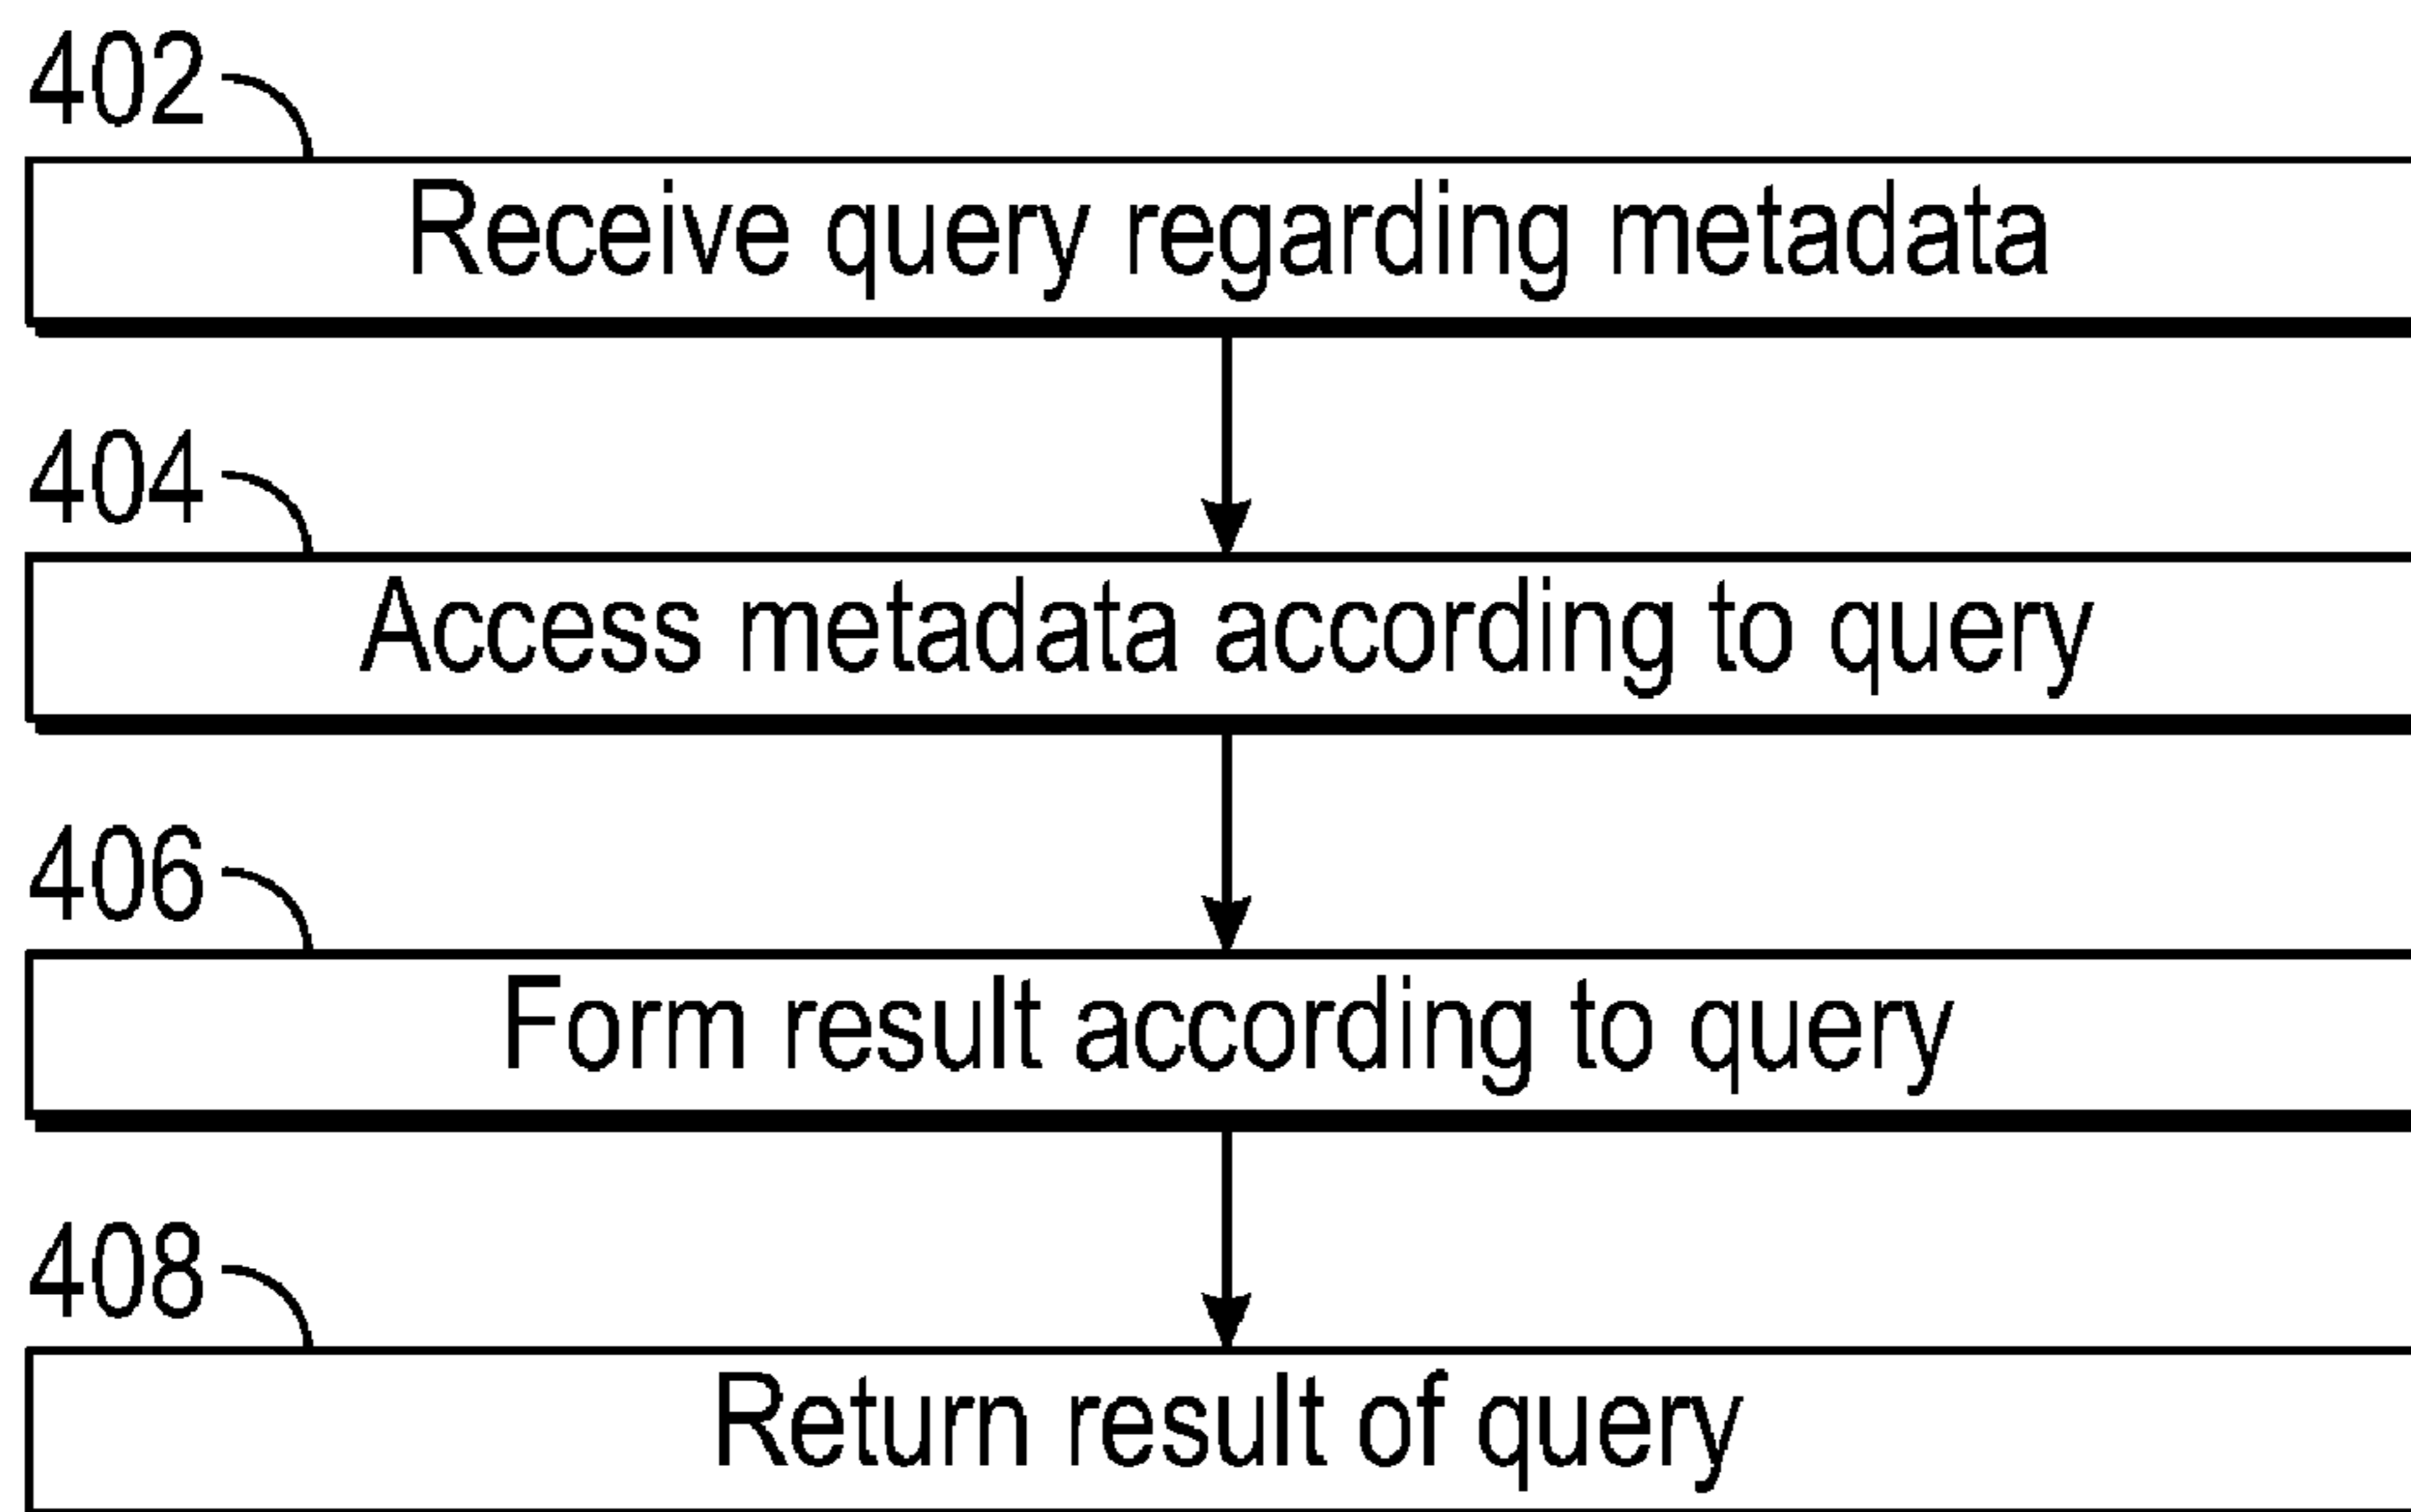 402
Receive query regarding metadata
404
Access metadata according to query
406
Form result according to query
408
Return result of query